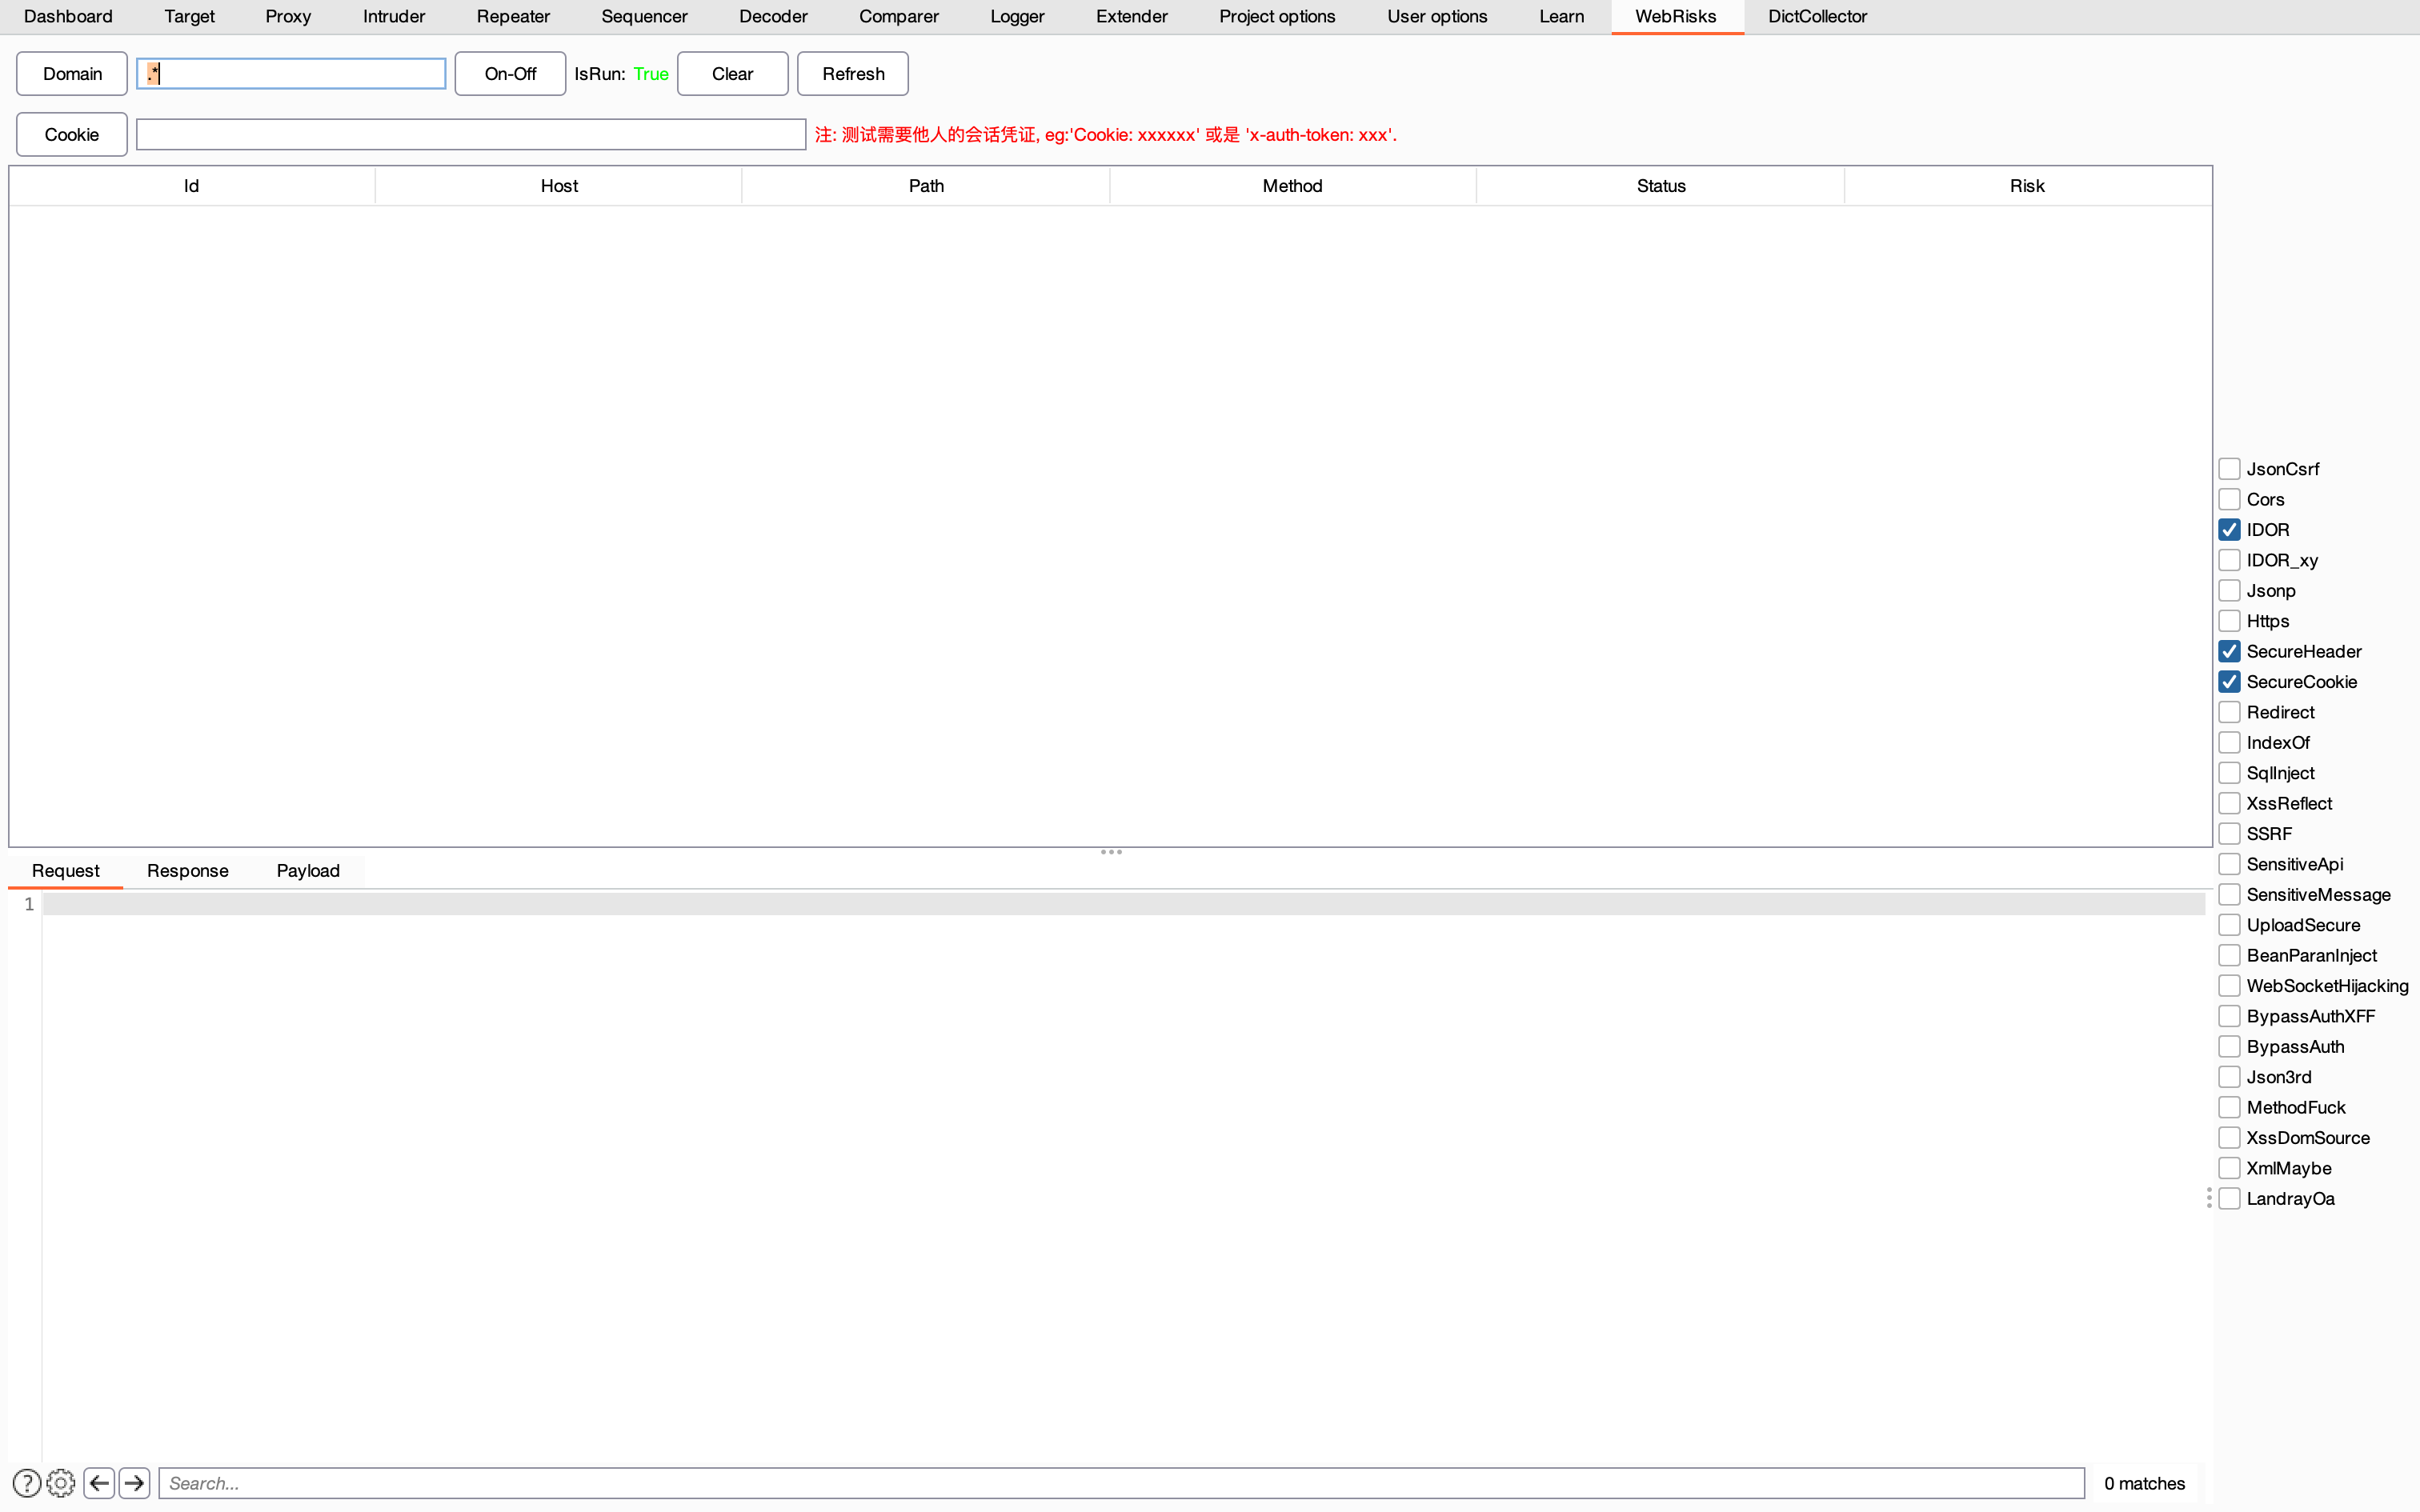 Dashboard Target Proxy Intruder Repeater Sequencer Decoder Comparer Logger Extender Project options User options Learn WebRisks DictCollector
Domain .* On-Off IsRun: True Clear Refresh
Cookie 注: 测试需要他人的会话凭证, eg:'Cookie: xxxxxx' 或是 'x-auth-token: xxx'.
Id Host Path Method Status Risk
JsonCsrf
Cors
IDOR
IDOR_xy
Jsonp
Https
SecureHeader
SecureCookie
Redirect
IndexOf
SqlInject
XssReflect
SSRF
SensitiveApi
SensitiveMessage
UploadSecure
BeanParanInject
WebSocketHijacking
BypassAuthXFF
BypassAuth
Json3rd
MethodFuck
XssDomSource
XmlMaybe
LandrayOa
Request Response Payload
1
? Search... 0 matches